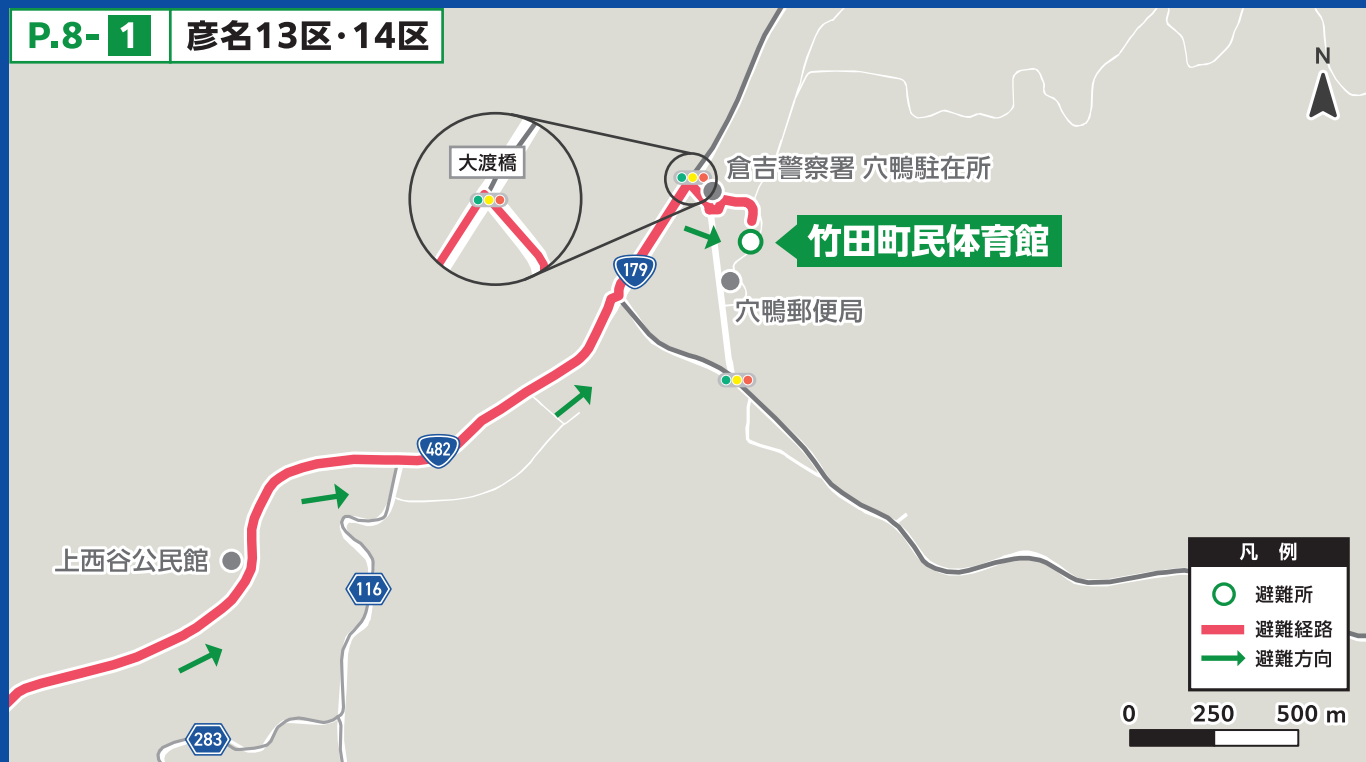 P.8- 1 彦名13区・14区
N
大渡橋
倉吉警察署 穴鴨駐在所
竹田町民体育館
179
穴鴨郵便局
482
上西谷公民館
116
283
凡 例
避難所
避難経路
避難方向
0 250 500 m